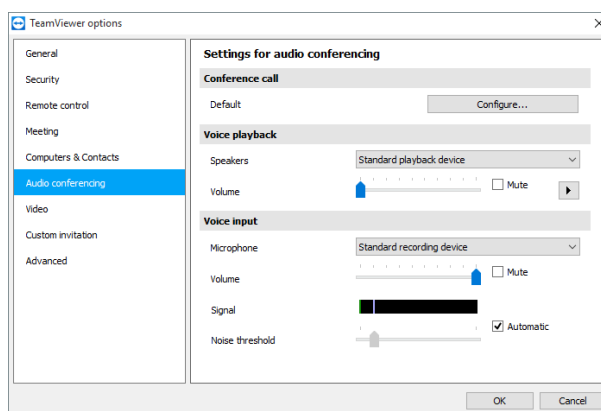 TeamViewer options
General
Security
Remote control
Meeting
Computers & Contacts
Audio conferencing
Video
Custom invitation
Advanced
Settings for audio conferencing
Conference call
Default
Configure...
Voice playback
Speakers
Standard playback device
Volume
Mute
Voice input
Microphone
Standard recording device
Volume
Mute
Signal
Automatic
Noise threshold
OK
Cancel